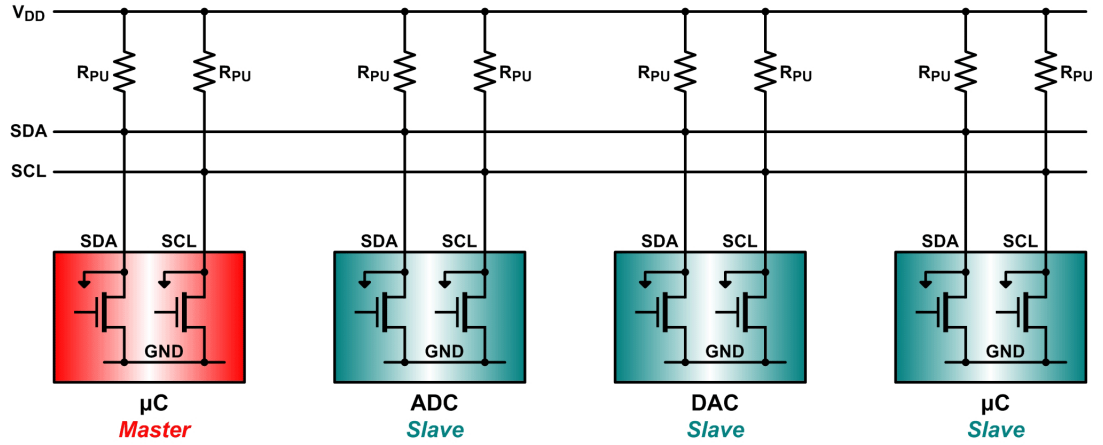 VDD
RPU RPU RPU RPU RPU RPU RPU RPU
SDA
SCL
SDA SCL SDA SCL SDA SCL SDA SCL
GND GND GND GND
µC ADC DAC µC
Master Slave Slave Slave